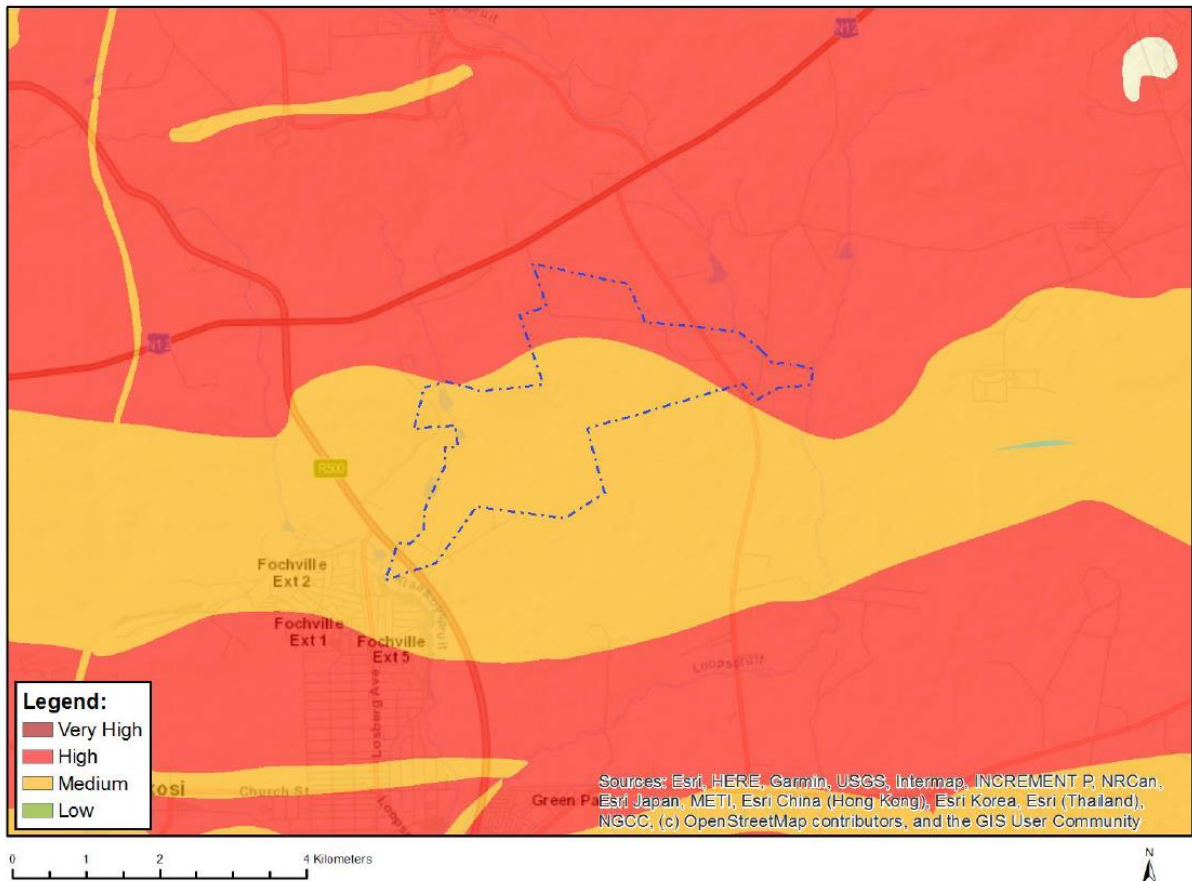 Loopspruit
N12
N12
R500
Fochville
Ext 2
Fochville
Ext 1
Fochville
Ext 5
Kraalkopspruit
Loopspruit
Losberg Ave
Legend:
Very High
High
Medium
Low
kosi
Church St
Green Pa
Sources: Esri, HERE, Garmin, USGS, Intermap, INCREMENT P, NRCan,
Esri Japan, METI, Esri China (Hong Kong), Esri Korea, Esri (Thailand),
NGCC, (c) OpenStreetMap contributors, and the GIS User Community
0 1 2 4 Kilometers
N